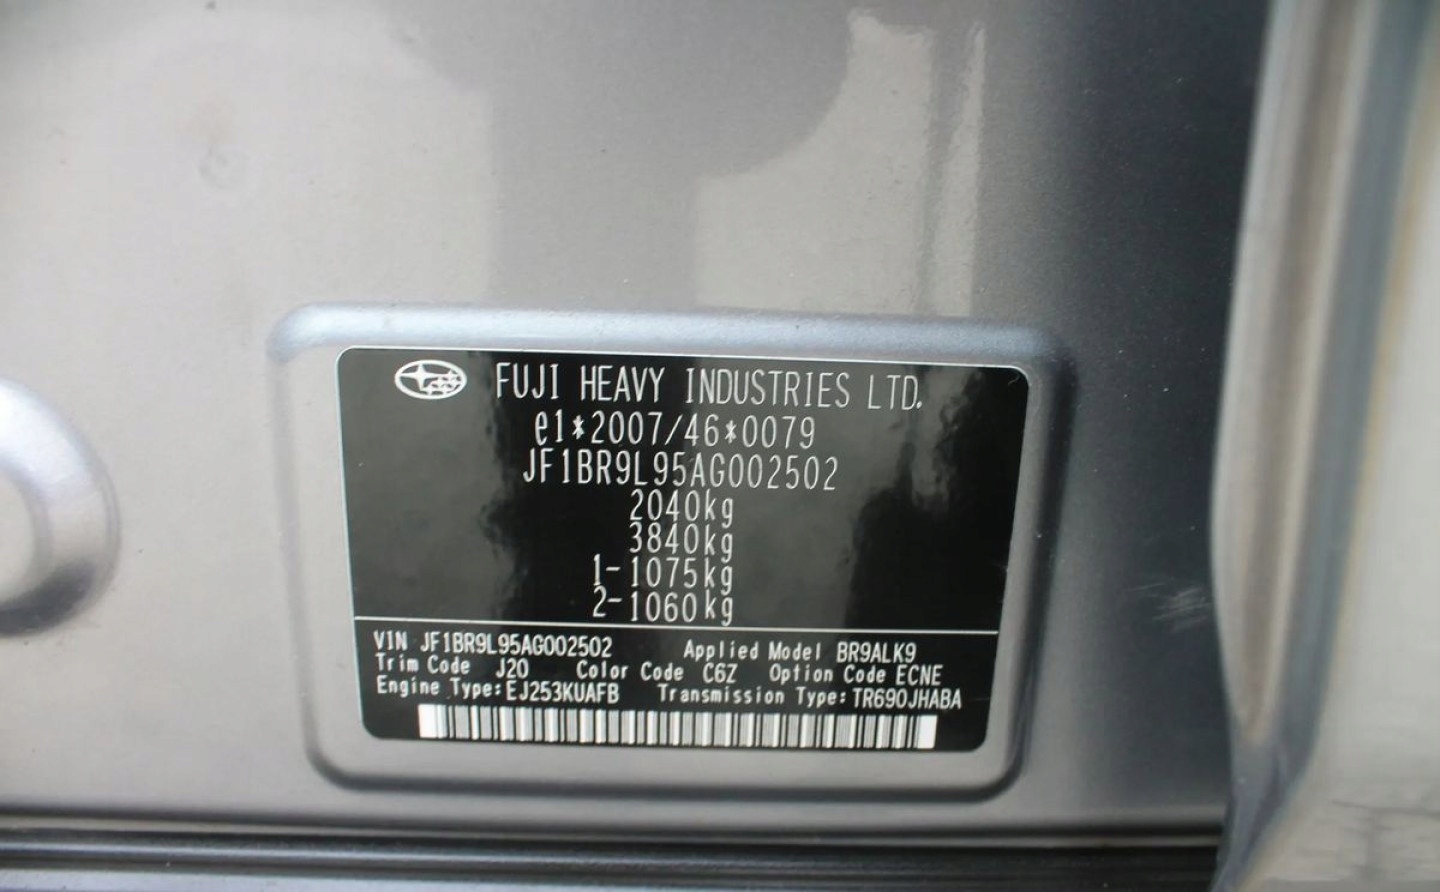 FUJI HEAVY INDUSTRIES LTD.
e1*2007/46*0079
JF1BR9L95AG002502
2040kg
3840kg
1-1075kg
2-1060kg
VIN JF1BR9L95AG002502 Applied Model BR9ALK9
Trim Code J20 Color Code C6Z Option Code ECNE
Engine Type:EJ253KUAFB Transmission Type:TR690JHABA